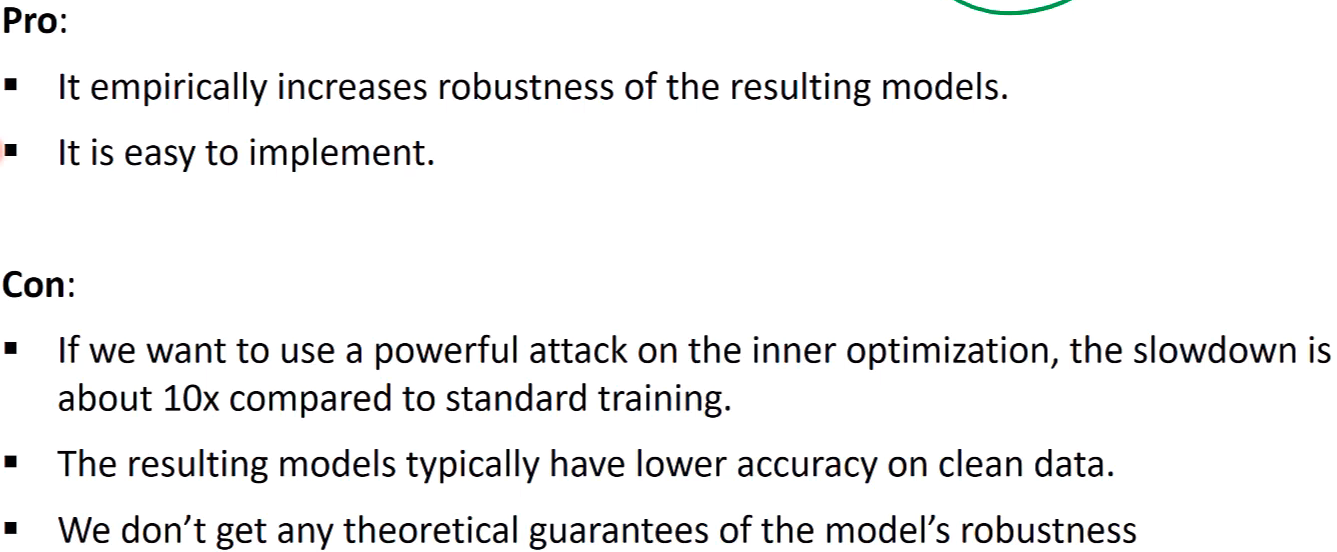 Pro:
▪ It empirically increases robustness of the resulting models.
▪ It is easy to implement.
Con:
▪ If we want to use a powerful attack on the inner optimization, the slowdown is
about 10x compared to standard training.
▪ The resulting models typically have lower accuracy on clean data.
▪ We don’t get any theoretical guarantees of the model’s robustness